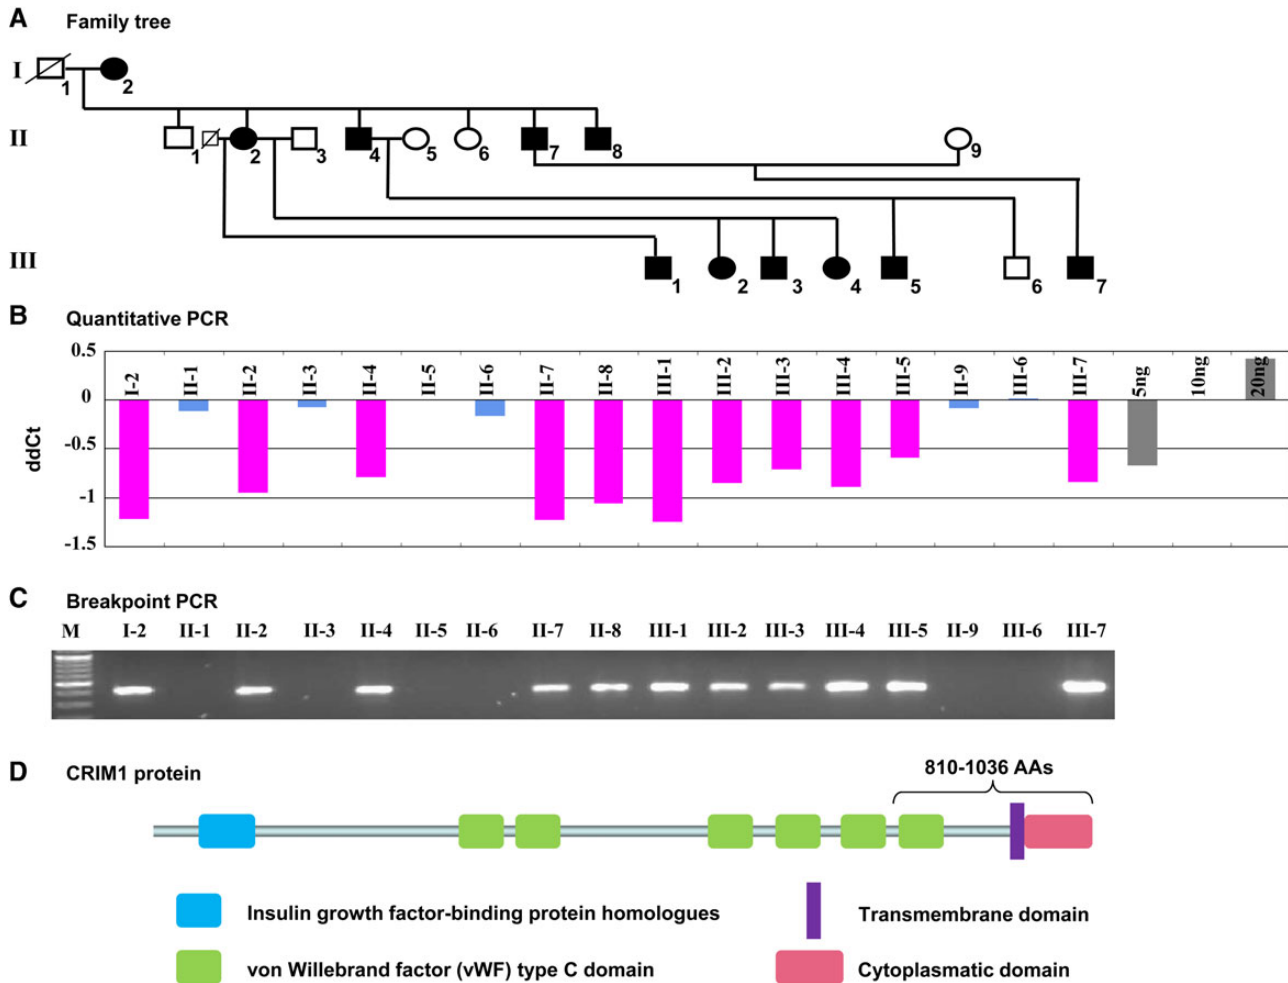 A Family tree
I 1 2
II 1 2 3 4 5 6 7 8 9
III 1 2 3 4 5 6 7
B Quantitative PCR
0.5
0
-0.5
-1
-1.5
ddCt
I-2 II-1 II-2 II-3 II-4 II-5 II-6 II-7 II-8 III-1 III-2 III-3 III-4 III-5 II-9 III-6 III-7 5ng 10ng 20ng
C Breakpoint PCR
M I-2 II-1 II-2 II-3 II-4 II-5 II-6 II-7 II-8 III-1 III-2 III-3 III-4 III-5 II-9 III-6 III-7
D CRIM1 protein
810-1036 AAs
Insulin growth factor-binding protein homologues
Transmembrane domain
von Willebrand factor (vWF) type C domain
Cytoplasmatic domain